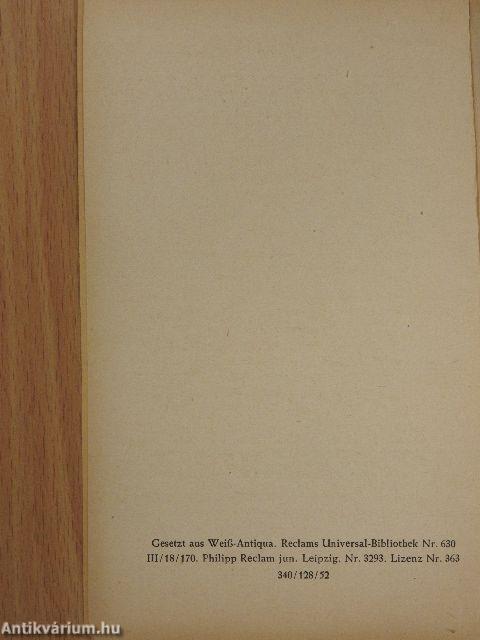 Gesetzt aus Weiß-Antiqua. Reclams Universal-Bibliothek Nr. 630
III/18/170. Philipp Reclam jun. Leipzig. Nr. 3293. Lizenz Nr. 363
340/128/52
Antikvárium.hu